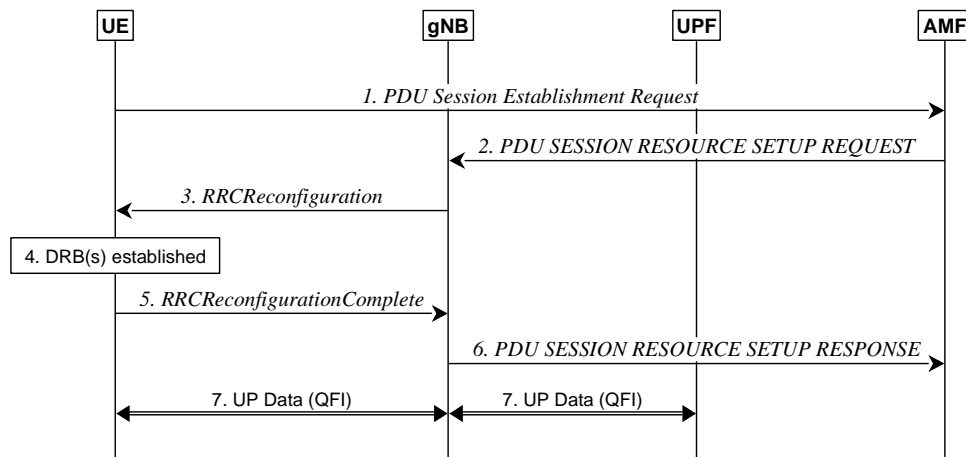 UE
gNB
UPF
AMF
1. PDU Session Establishment Request
2. PDU SESSION RESOURCE SETUP REQUEST
3. RRCReconfiguration
4. DRB(s) established
5. RRCReconfigurationComplete
6. PDU SESSION RESOURCE SETUP RESPONSE
7. UP Data (QFI)
7. UP Data (QFI)